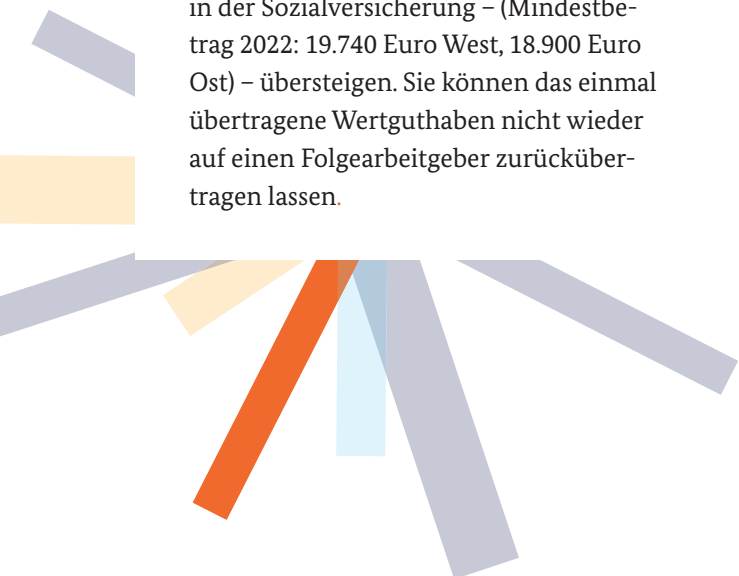 in der Sozialversicherung – (Mindestbe-
trag 2022: 19.740 Euro West, 18.900 Euro
Ost) – übersteigen. Sie können das einmal
übertragene Wertguthaben nicht wieder
auf einen Folgearbeitgeber zurücküber-
tragen lassen.